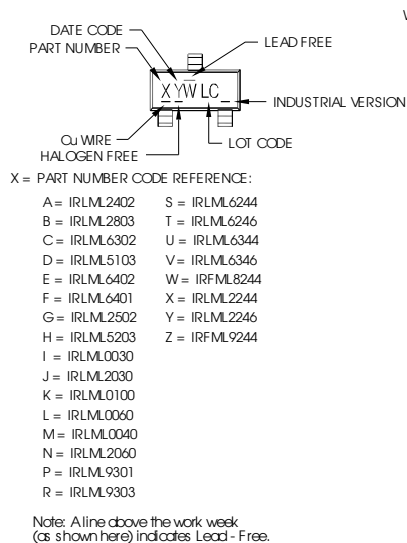 W
DATE CODE
PART NUMBER
LEAD FREE
X Y W LC
INDUSTRIAL VERSION
Cu WIRE
HALOGEN FREE
LOT CODE
X = PART NUMBER CODE REFERENCE:
A = IRLML2402 S = IRLML6244
B = IRLML2803 T = IRLML6246
C = IRLML6302 U = IRLML6344
D = IRLML5103 V = IRLML6346
E = IRLML6402 W = IRFML8244
F = IRLML6401 X = IRLML2244
G = IRLML2502 Y = IRLML2246
H = IRLML5203 Z = IRFML9244
I = IRLML0030
J = IRLML2030
K = IRLML0100
L = IRLML0060
M = IRLML0040
N = IRLML2060
P = IRLML9301
R = IRLML9303
Note: A line above the work week
(as shown here) indicates Lead - Free.